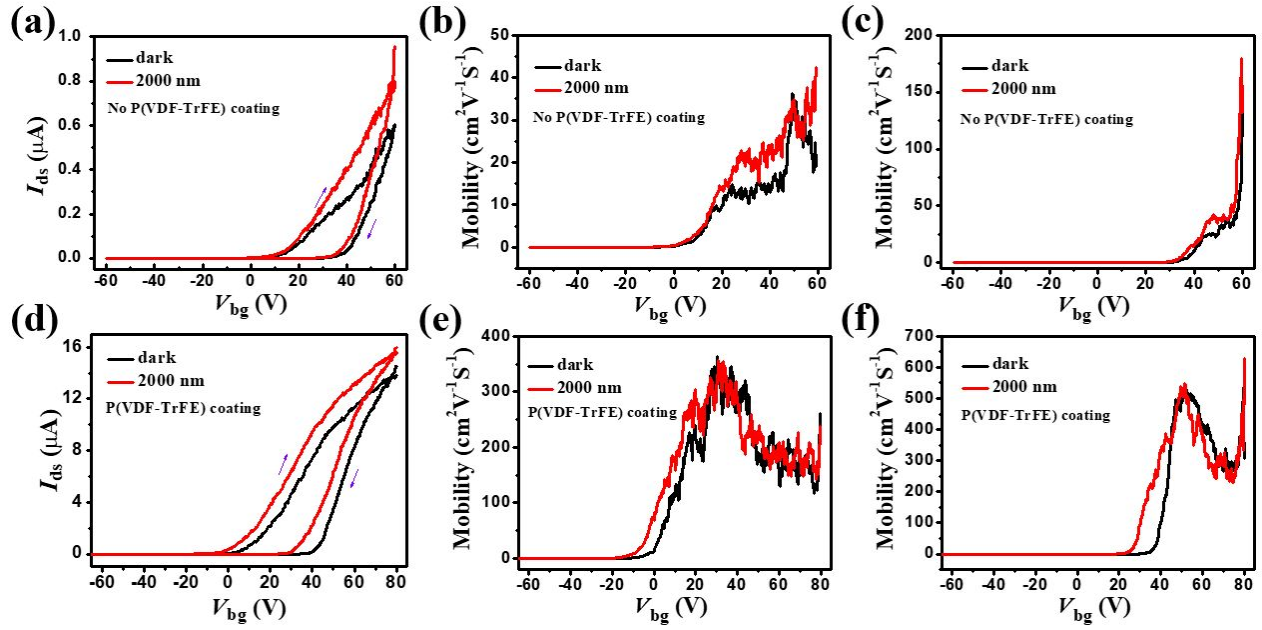 (a)
1.0
0.8
0.6
0.4
0.2
0.0
dark
2000 nm
No P(VDF-TrFE) coating
-60 -40 -20 0 20 40 60
Vbg (V)
Ids (μA)
(b)
50
40
30
20
10
0
dark
2000 nm
No P(VDF-TrFE) coating
-60 -40 -20 0 20 40 60
Vbg (V)
Mobility (cm²V⁻¹S⁻¹)
(c)
200
150
100
50
0
dark
2000 nm
No P(VDF-TrFE) coating
-60 -40 -20 0 20 40 60
Vbg (V)
Mobility (cm²V⁻¹S⁻¹)
(d)
16
12
8
4
0
dark
2000 nm
P(VDF-TrFE) coating
-60 -40 -20 0 20 40 60 80
Vbg (V)
Ids (μA)
(e)
400
300
200
100
0
dark
2000 nm
P(VDF-TrFE) coating
-60 -40 -20 0 20 40 60 80
Vbg (V)
Mobility (cm²V⁻¹S⁻¹)
(f)
700
600
500
400
300
200
100
0
dark
2000 nm
P(VDF-TrFE) coating
-60 -40 -20 0 20 40 60 80
Vbg (V)
Mobility (cm²V⁻¹S⁻¹)